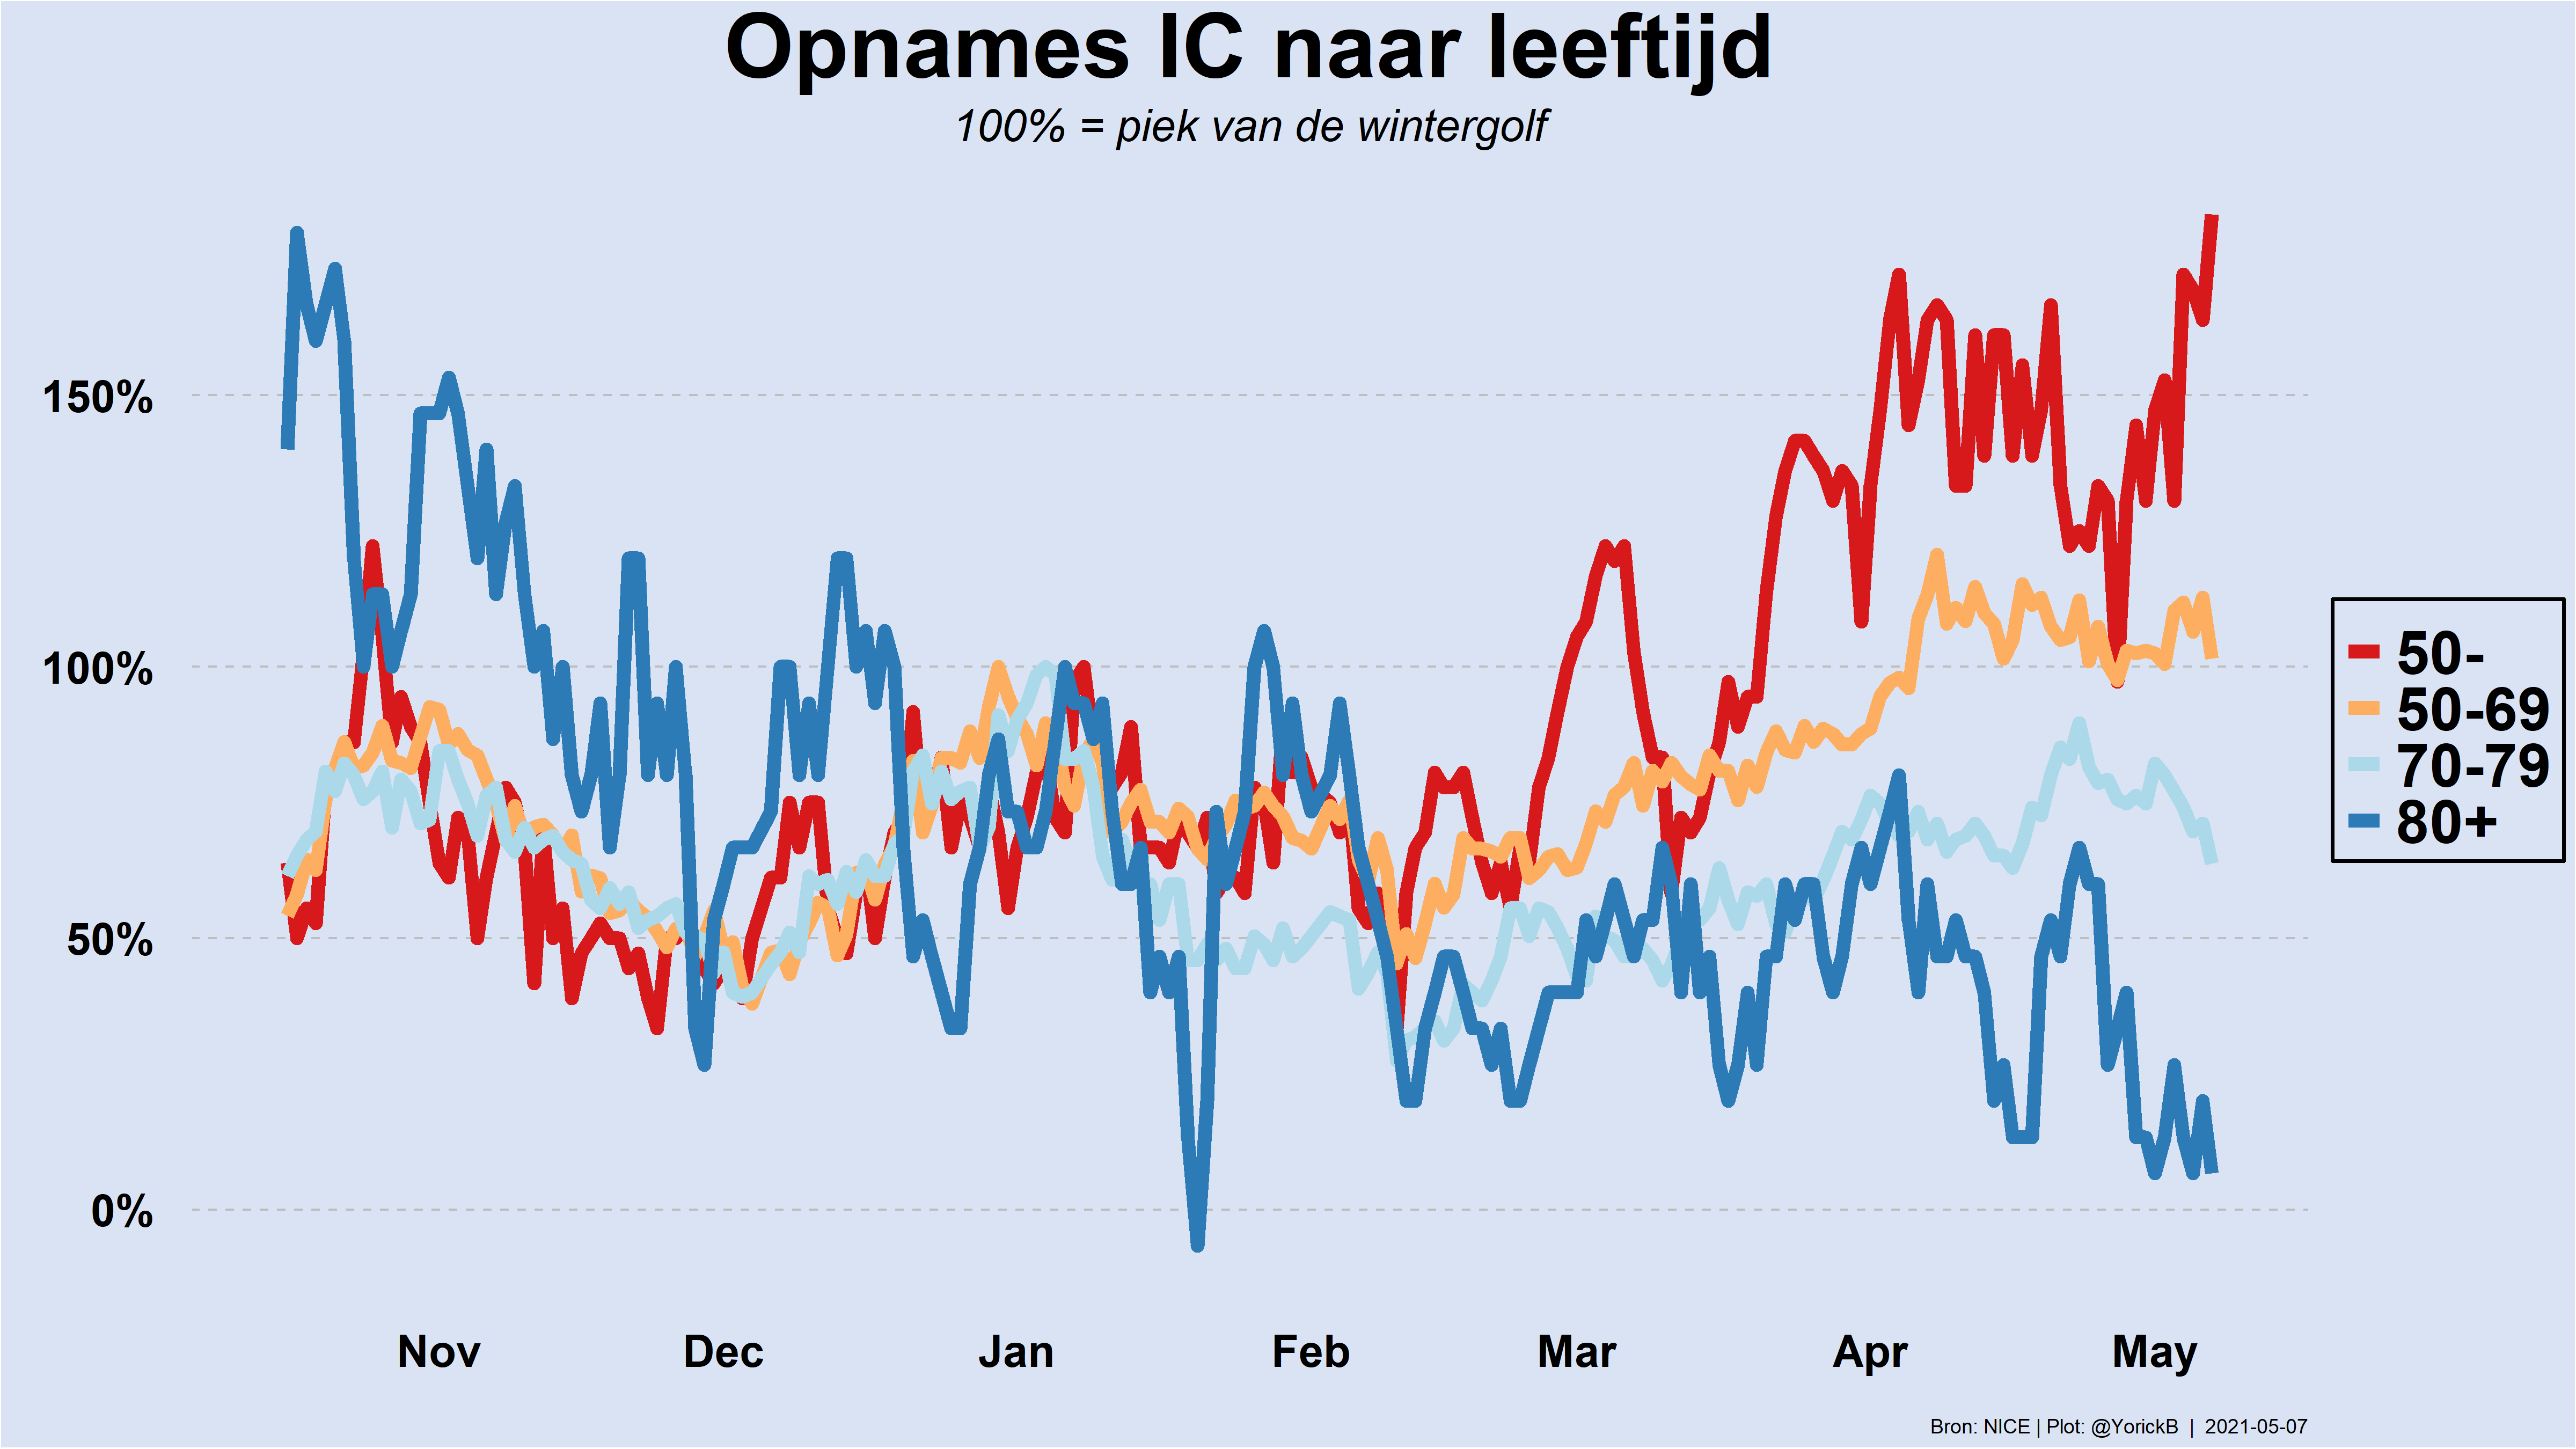 Opnames IC naar leeftijd
100% = piek van de wintergolf
150%
100%
50%
0%
50-
50-69
70-79
80+
Nov Dec Jan Feb Mar Apr May
Bron: NICE | Plot: @YorickB | 2021-05-07